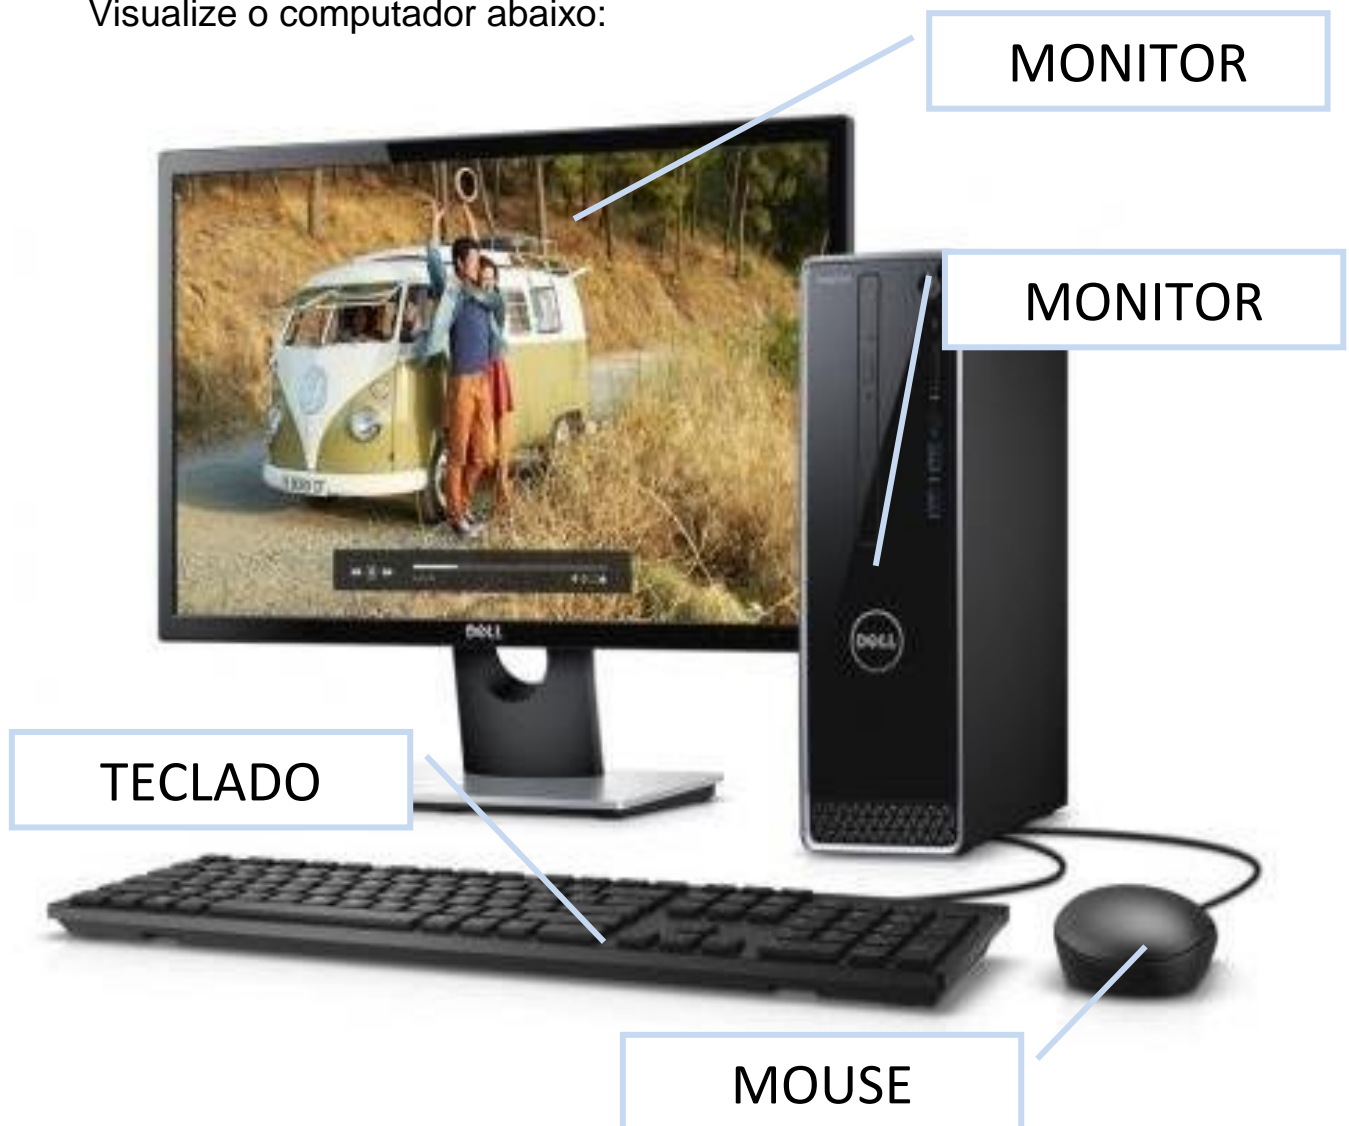 Visualize o computador abaixo:
MONITOR
MONITOR
DELL
DELL
TECLADO
MOUSE